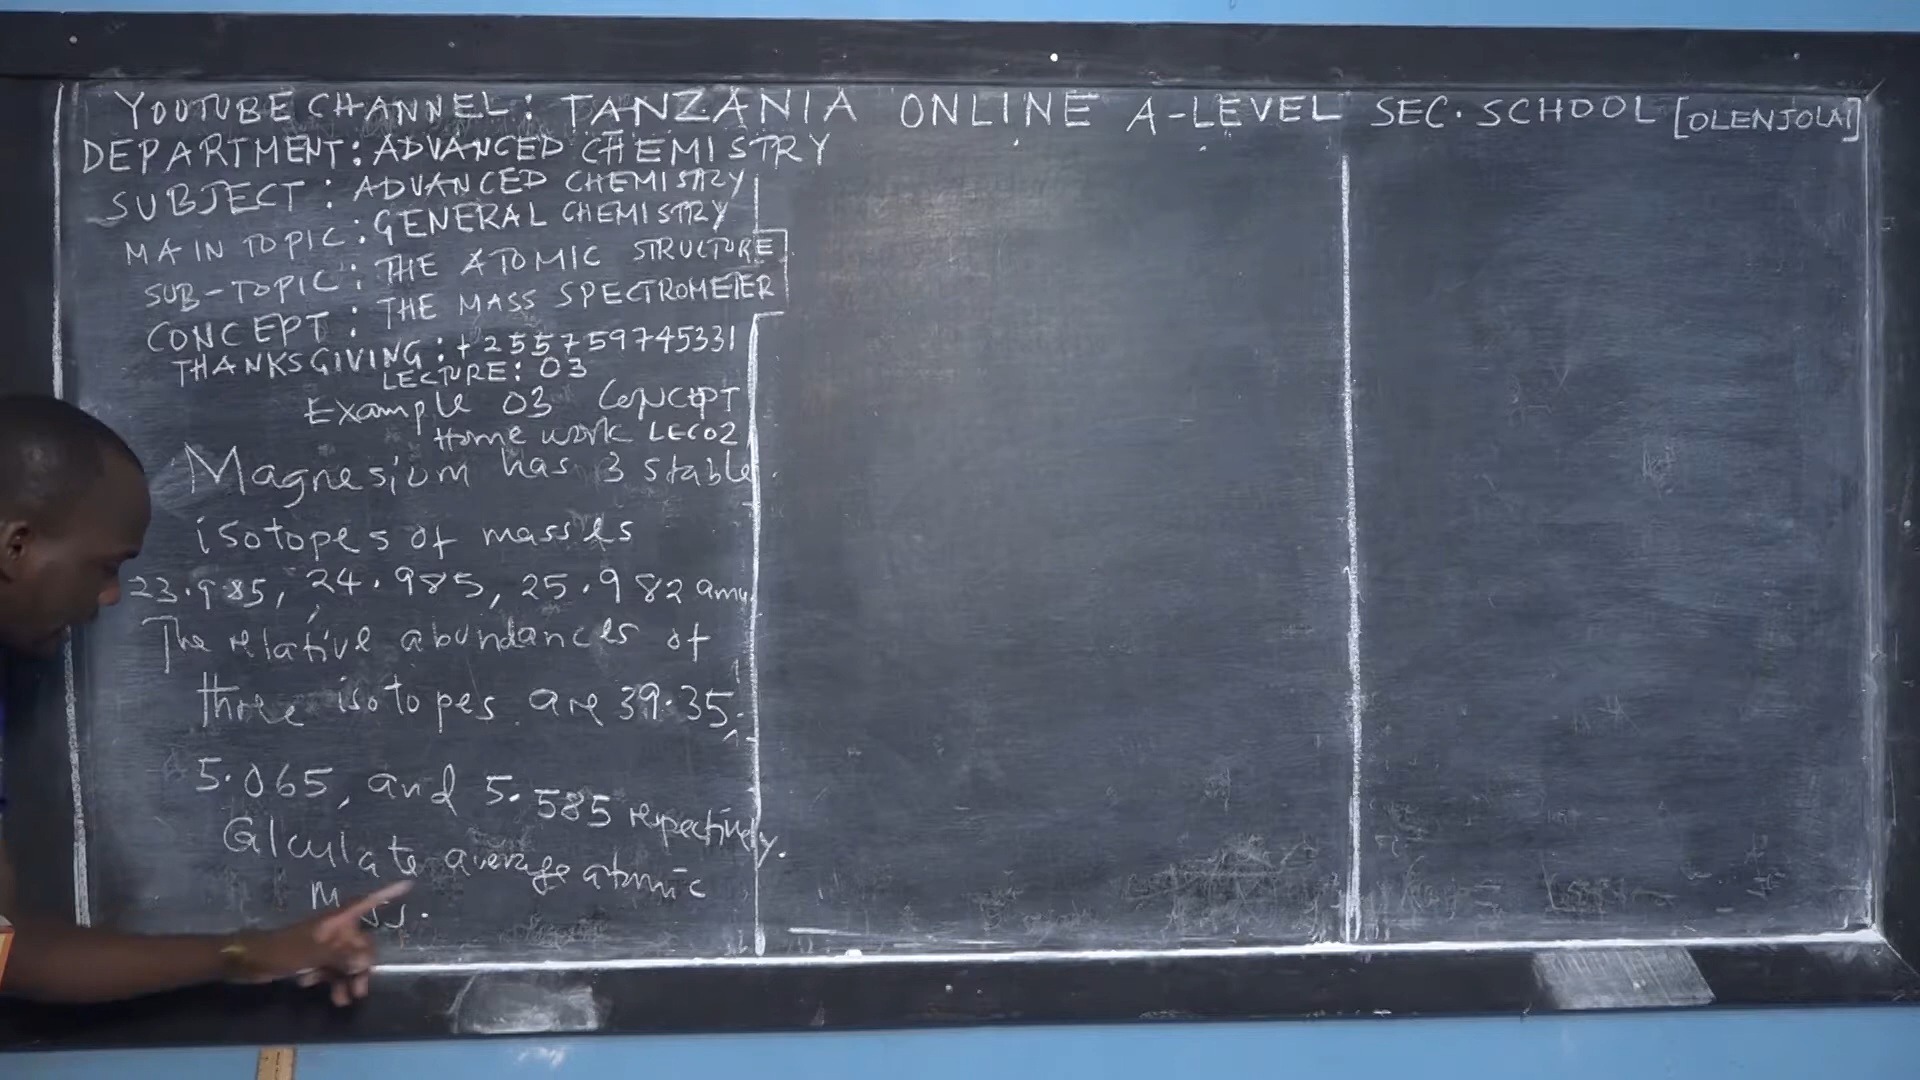 YOUTUBE CHANNEL: TANZANIA ONLINE A-LEVEL SEC. SCHOOL [OLENJOLAI]
DEPARTMENT: ADVANCED CHEMISTRY
SUBJECT: ADVANCED CHEMISTRY
MAIN TOPIC: GENERAL CHEMISTRY
SUB-TOPIC: THE ATOMIC STRUCTURE
CONCEPT: THE MASS SPECTROMETER
THANKSGIVING: +255759745331
LECTURE: 03
Example 03 CONCEPT
Home work LEC02
Magnesium has 3 stable
isotopes of masses
23.985, 24.985, 25.982 amu
The relative abundances of
three isotopes are 39.35,
5.065, and 5.585 respectively.
Calculate average atomic